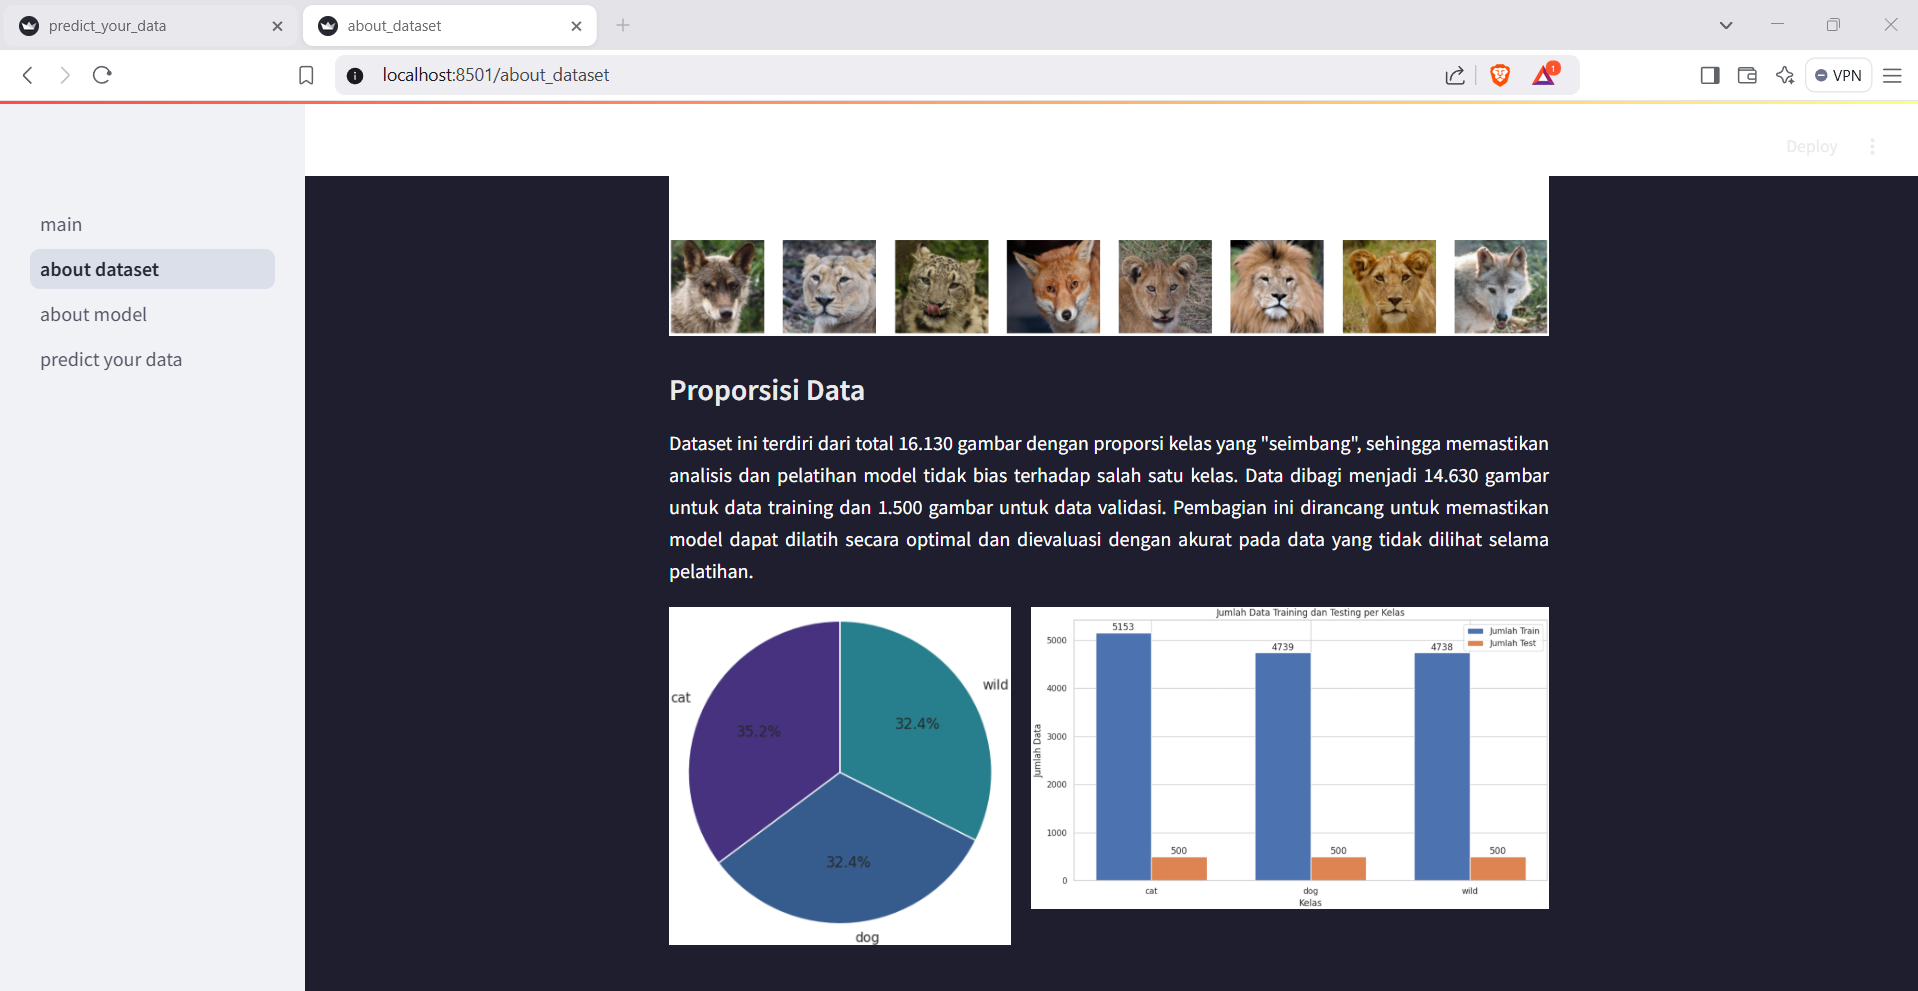 predict_your_data
about_dataset
localhost:8501/about_dataset
1
VPN
Deploy
main
about dataset
about model
predict your data
Proporsisi Data
Dataset ini terdiri dari total 16.130 gambar dengan proporsi kelas yang "seimbang", sehingga memastikan
analisis dan pelatihan model tidak bias terhadap salah satu kelas. Data dibagi menjadi 14.630 gambar
untuk data training dan 1.500 gambar untuk data validasi. Pembagian ini dirancang untuk memastikan
model dapat dilatih secara optimal dan dievaluasi dengan akurat pada data yang tidak dilihat selama
pelatihan.
cat
wild
35.2%
32.4%
32.4%
dog
Jumlah Data Training dan Testing per Kelas
Jumlah Train
Jumlah Test
5153
4739
4738
500
500
500
5000
4000
3000
2000
1000
0
Jumlah Data
cat
dog
wild
Kelas